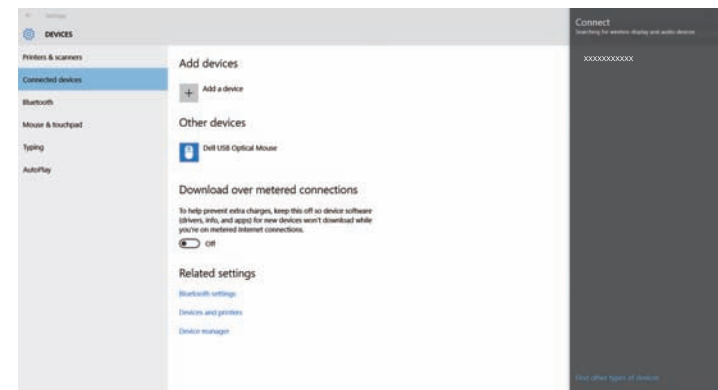 Settings
DEVICES
Printers & scanners
Connected devices
Bluetooth
Mouse & touchpad
Typing
AutoPlay
Add devices
Add a device
Other devices
Dell USB Optical Mouse
Download over metered connections
To help prevent extra charges, keep this off so device software
(drivers, info, and apps) for new devices won't download while
you're on metered Internet connections.
Off
Related settings
Bluetooth settings
Devices and printers
Device manager
Connect
Searching for wireless display and audio devices
xxxxxxxxxxx
Find other types of devices